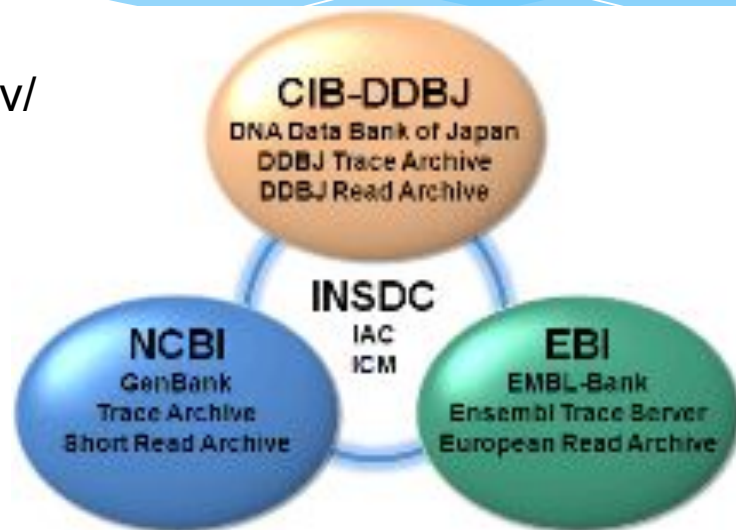 v/
CIB-DDBJ
DNA Data Bank of Japan
DDBJ Trace Archive
DDBJ Read Archive
INSDC
IAC
ICM
NCBI
GenBank
Trace Archive
Short Read Archive
EBI
EMBL-Bank
Ensembl Trace Server
European Read Archive